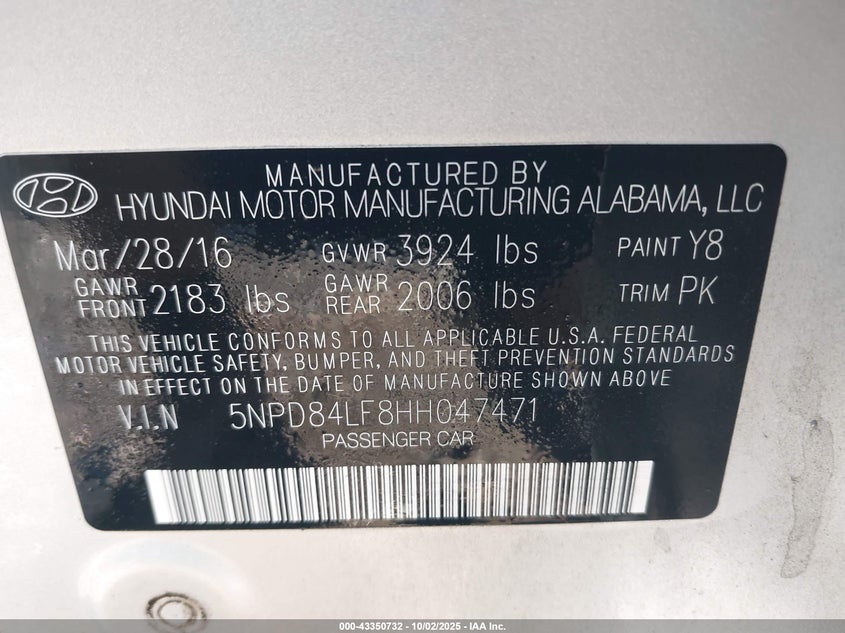 MANUFACTURED BY
HYUNDAI MOTOR MANUFACTURING ALABAMA, LLC
Mar/28/16 GVWR 3924 lbs PAINT Y8
GAWR FRONT 2183 lbs GAWR REAR 2006 lbs TRIM PK
THIS VEHICLE CONFORMS TO ALL APPLICABLE U.S.A. FEDERAL
MOTOR VEHICLE SAFETY, BUMPER, AND THEFT PREVENTION STANDARDS
IN EFFECT ON THE DATE OF MANUFACTURE SHOWN ABOVE
V.I.N 5NPD84LF8HH047471
PASSENGER CAR
000-43350732 - 10/02/2025 - IAA Inc.